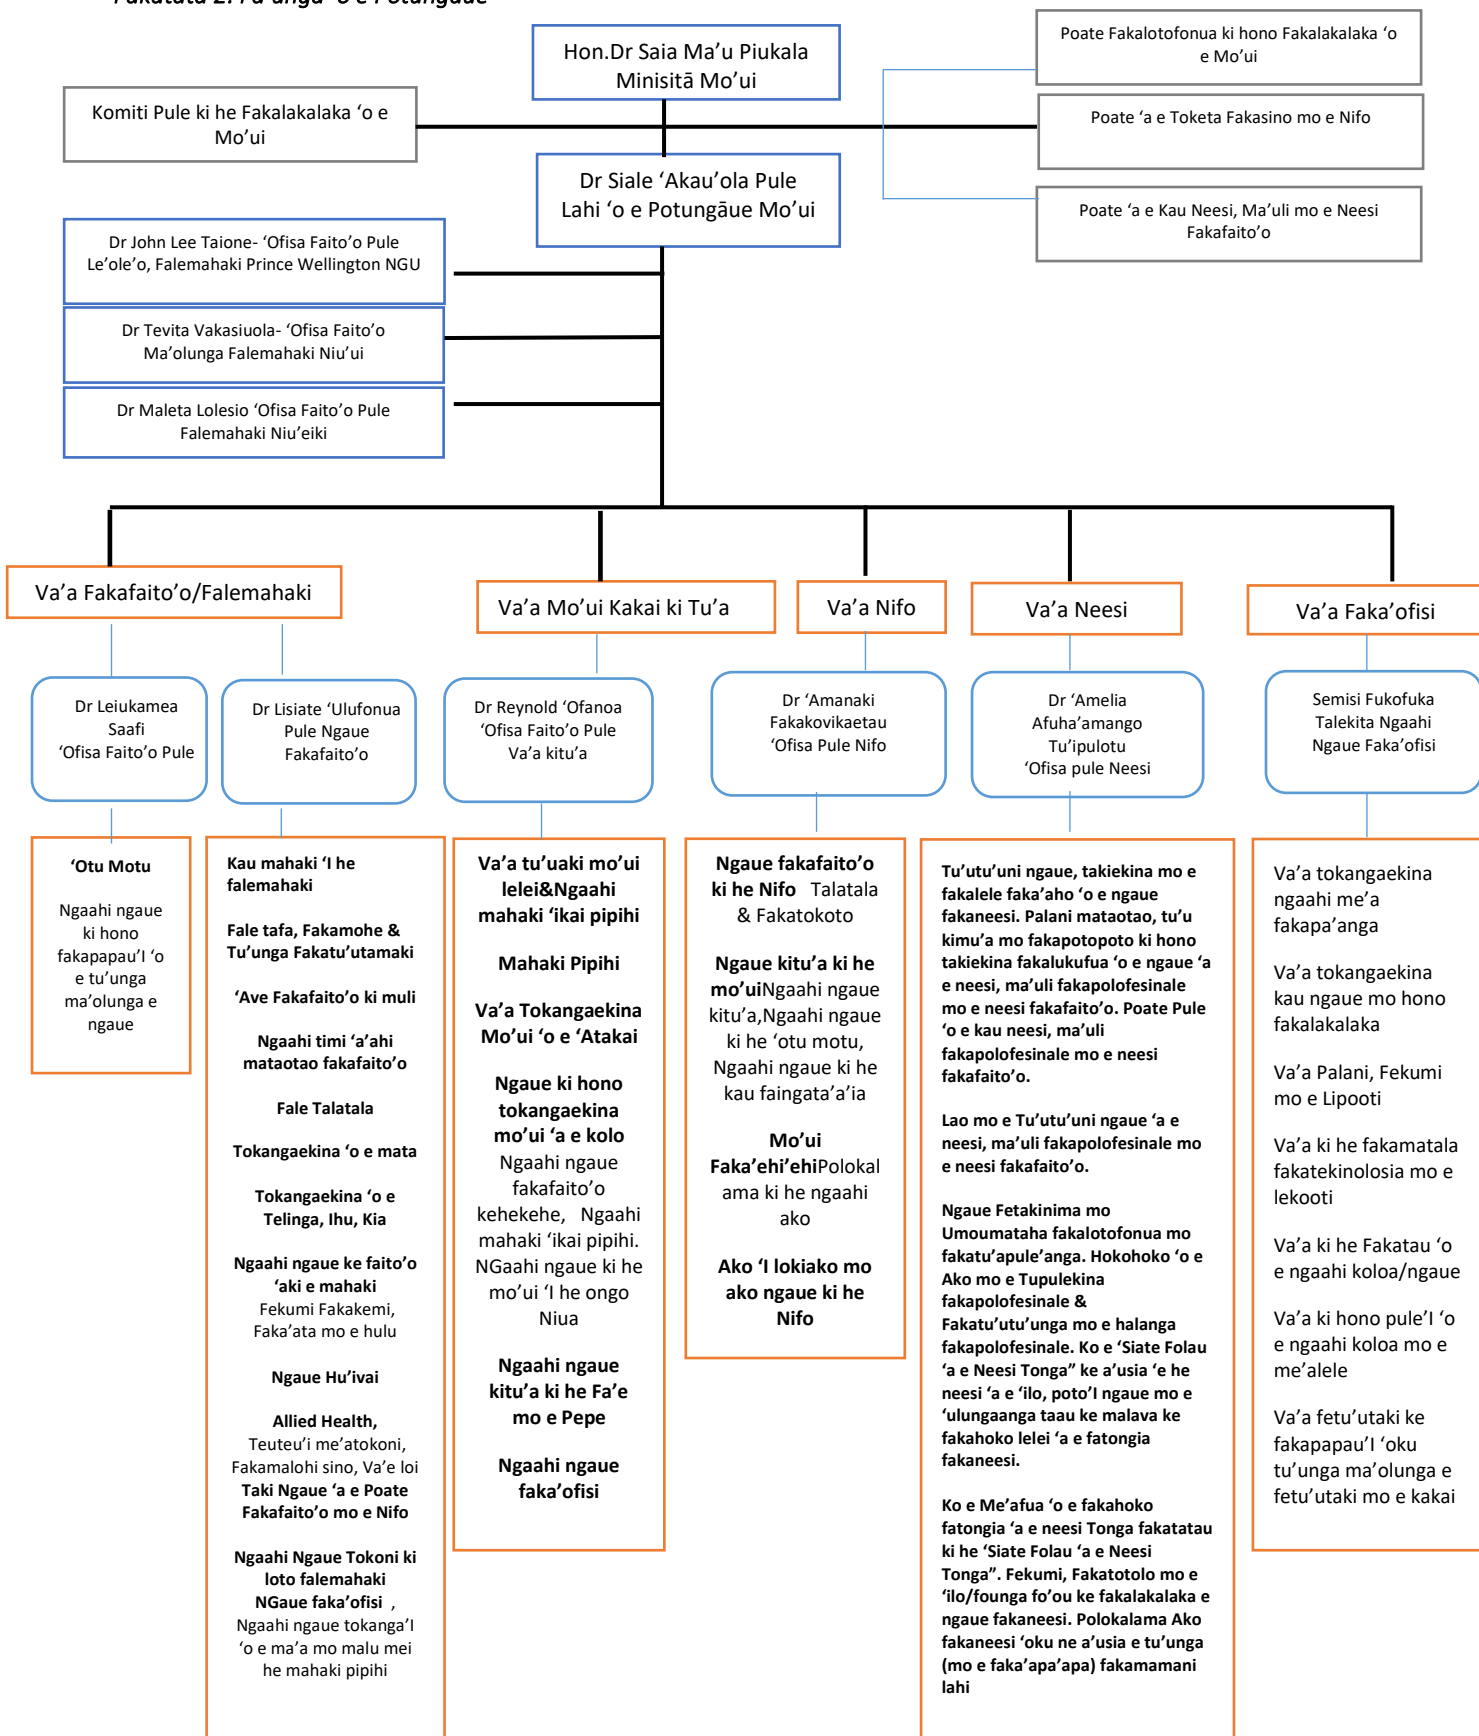 Fakatata 2: Fa'unga 'o e Potungāue
Hon.Dr Saia Ma'u Piukala
Minisitā Mo'ui
Poate Fakalotofonua ki hono Fakalakalaka 'o
e Mo'ui
Komiti Pule ki he Fakalakalaka 'o e
Mo'ui
Poate 'a e Toketa Fakasino mo e Nifo
Dr Siale 'Akau'ola Pule
Lahi 'o e Potungāue Mo'ui
Poate 'a e Kau Neesi, Ma'uli mo e Neesi
Fakafaito'o
Dr John Lee Taione- 'Ofisa Faito'o Pule
Le'ole'o, Falemahaki Prince Wellington NGU
Dr Tevita Vakasiuola- 'Ofisa Faito'o
Ma'olunga Falemahaki Niu'ui
Dr Maleta Lolesio 'Ofisa Faito'o Pule
Falemahaki Niu'eiki
Va'a Fakafaito'o/Falemahaki
Va'a Mo'ui Kakai ki Tu'a
Va'a Nifo
Va'a Neesi
Va'a Faka'ofisi
Dr Leiukamea
Saafi
'Ofisa Faito'o Pule
Dr Lisiate 'Ulufonua
Pule Ngaue
Fakafaito'o
Dr Reynold 'Ofanoa
'Ofisa Faito'o Pule
Va'a kitu'a
Dr 'Amanaki
Fakakovikaetau
'Ofisa Pule Nifo
Dr 'Amelia
Afuha'amango
Tu'ipulotu
'Ofisa pule Neesi
Semisi Fukofuka
Talekita Ngaahi
Ngaue Faka'ofisi
'Otu Motu
Ngaahi ngaue
ki hono
fakapapau'I 'o
e tu'unga
ma'olunga e
ngaue
Kau mahaki 'I he
falemahaki
Fale tafa, Fakamohe &
Tu'unga Fakatu'utamaki
'Ave Fakafaito'o ki muli
Ngaahi timi 'a'ahi
mataotao fakafaito'o
Fale Talatala
Tokangaekina 'o e mata
Tokangaekina 'o e
Telinga, Ihu, Kia
Ngaahi ngaue ke faito'o
'aki e mahaki
Fekumi Fakakemi,
Faka'ata mo e hulu
Ngaue Hu'ivai
Allied Health,
Teuteu'i me'atokoni,
Fakamalohi sino, Va'e loi
Taki Ngaue 'a e Poate
Fakafaito'o mo e Nifo
Ngaahi Ngaue Tokoni ki
loto falemahaki
NGaue faka'ofisi ,
Ngaahi ngaue tokanga'I
'o e ma'a mo malu mei
he mahaki pipihi
Va'a tu'uaki mo'ui
lelei&Ngaahi
mahaki 'ikai pipihi
Mahaki Pipihi
Va'a Tokangaekina
Mo'ui 'o e 'Atakai
Ngaue ki hono
tokangaekina
mo'ui 'a e kolo
Ngaahi ngaue
fakafaito'o
kehekehe, Ngaahi
mahaki 'ikai pipihi.
NGaahi ngaue ki he
mo'ui 'I he ongo
Niua
Ngaahi ngaue
kitu'a ki he Fa'e
mo e Pepe
Ngaahi ngaue
faka'ofisi
Ngaue fakafaito'o
ki he Nifo Talatala
& Fakatokoto
Ngaue kitu'a ki he
mo'uiNgaahi ngaue
kitu'a,Ngaahi ngaue
ki he 'otu motu,
Ngaahi ngaue ki he
kau faingata'a'ia
Mo'ui
Faka'ehi'ehiPolokal
ama ki he ngaahi
ako
Ako 'I lokiako mo
ako ngaue ki he
Nifo
Tu'utu'uni ngaue, takiekina mo e
fakalele faka'aho 'o e ngaue
fakaneesi. Palani mataotao, tu'u
kimu'a mo fakapotopoto ki hono
takiekina fakalukufua 'o e ngaue 'a
e neesi, ma'uli fakapolofesinale
mo e neesi fakafaito'o. Poate Pule
'o e kau neesi, ma'uli
fakapolofesinale mo e neesi
fakafaito'o.
Lao mo e Tu'utu'uni ngaue 'a e
neesi, ma'uli fakapolofesinale mo
e neesi fakafaito'o.
Ngaue Fetakinima mo
Umoumataha fakalotofonua mo
fakatu'apule'anga. Hokohoko 'o e
Ako mo e Tupulekina
fakapolofesinale &
Fakatu'utu'unga mo e halanga
fakapolofesinale. Ko e 'Siate Folau
'a e Neesi Tonga" ke a'usia 'e he
neesi 'a e 'ilo, poto'I ngaue mo e
'ulungaanga taau ke malava ke
fakahoko lelei 'a e fatongia
fakaneesi.
Ko e Me'afua 'o e fakahoko
fatongia 'a e neesi Tonga fakatatau
ki he 'Siate Folau 'a e Neesi
Tonga". Fekumi, Fakatotolo mo e
'ilo/founga fo'ou ke fakalakalaka e
ngaue fakaneesi. Polokalama Ako
fakaneesi 'oku ne a'usia e tu'unga
(mo e faka'apa'apa) fakamamani
lahi
Va'a tokangaekina
ngaahi me'a
fakapa'anga
Va'a tokangaekina
kau ngaue mo hono
fakalakalaka
Va'a Palani, Fekumi
mo e Lipooti
Va'a ki he fakamatala
fakatekinolosia mo e
lekooti
Va'a ki he Fakatau 'o
e ngaahi koloa/ngaue
Va'a ki hono pule'I 'o
e ngaahi koloa mo e
me'alele
Va'a fetu'utaki ke
fakapapau'I 'oku
tu'unga ma'olunga e
fetu'utaki mo e kakai